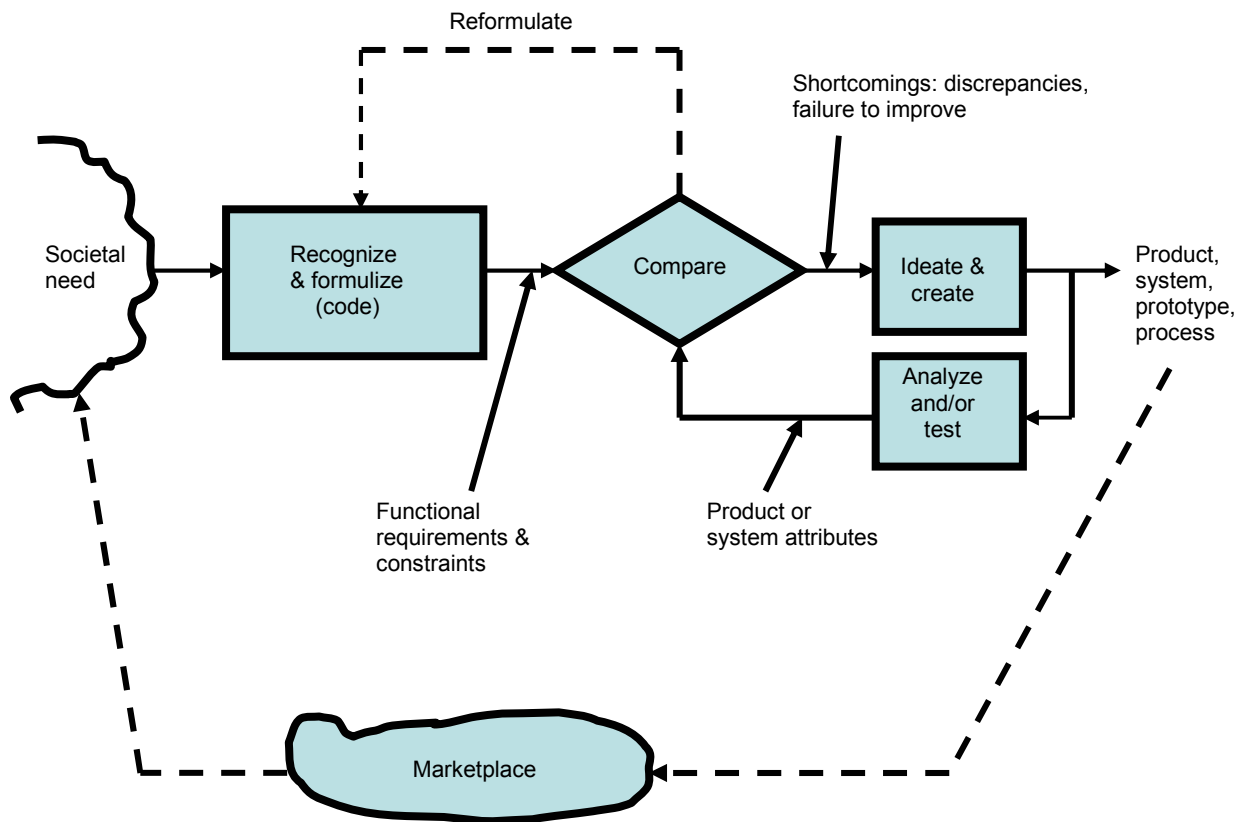 Reformulate
Shortcomings: discrepancies,
failure to improve
Societal
need
Recognize
& formulize
(code)
Compare
Ideate &
create
Product,
system,
prototype,
process
Analyze
and/or
test
Functional
requirements &
constraints
Product or
system attributes
Marketplace